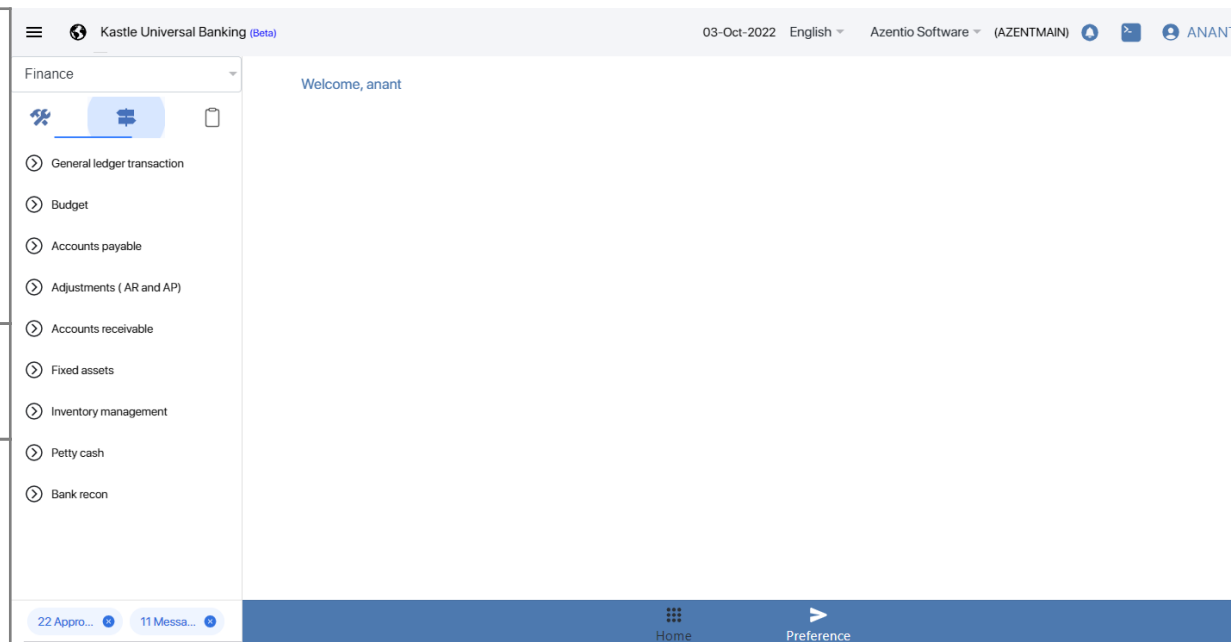 Kastle Universal Banking (Beta)
03-Oct-2022 English Azentio Software (AZENTMAIN) ANANT
Finance
Welcome, anant
General ledger transaction
Budget
Accounts payable
Adjustments ( AR and AP)
Accounts receivable
Fixed assets
Inventory management
Petty cash
Bank recon
22 Appro... 11 Messa...
Home Preference